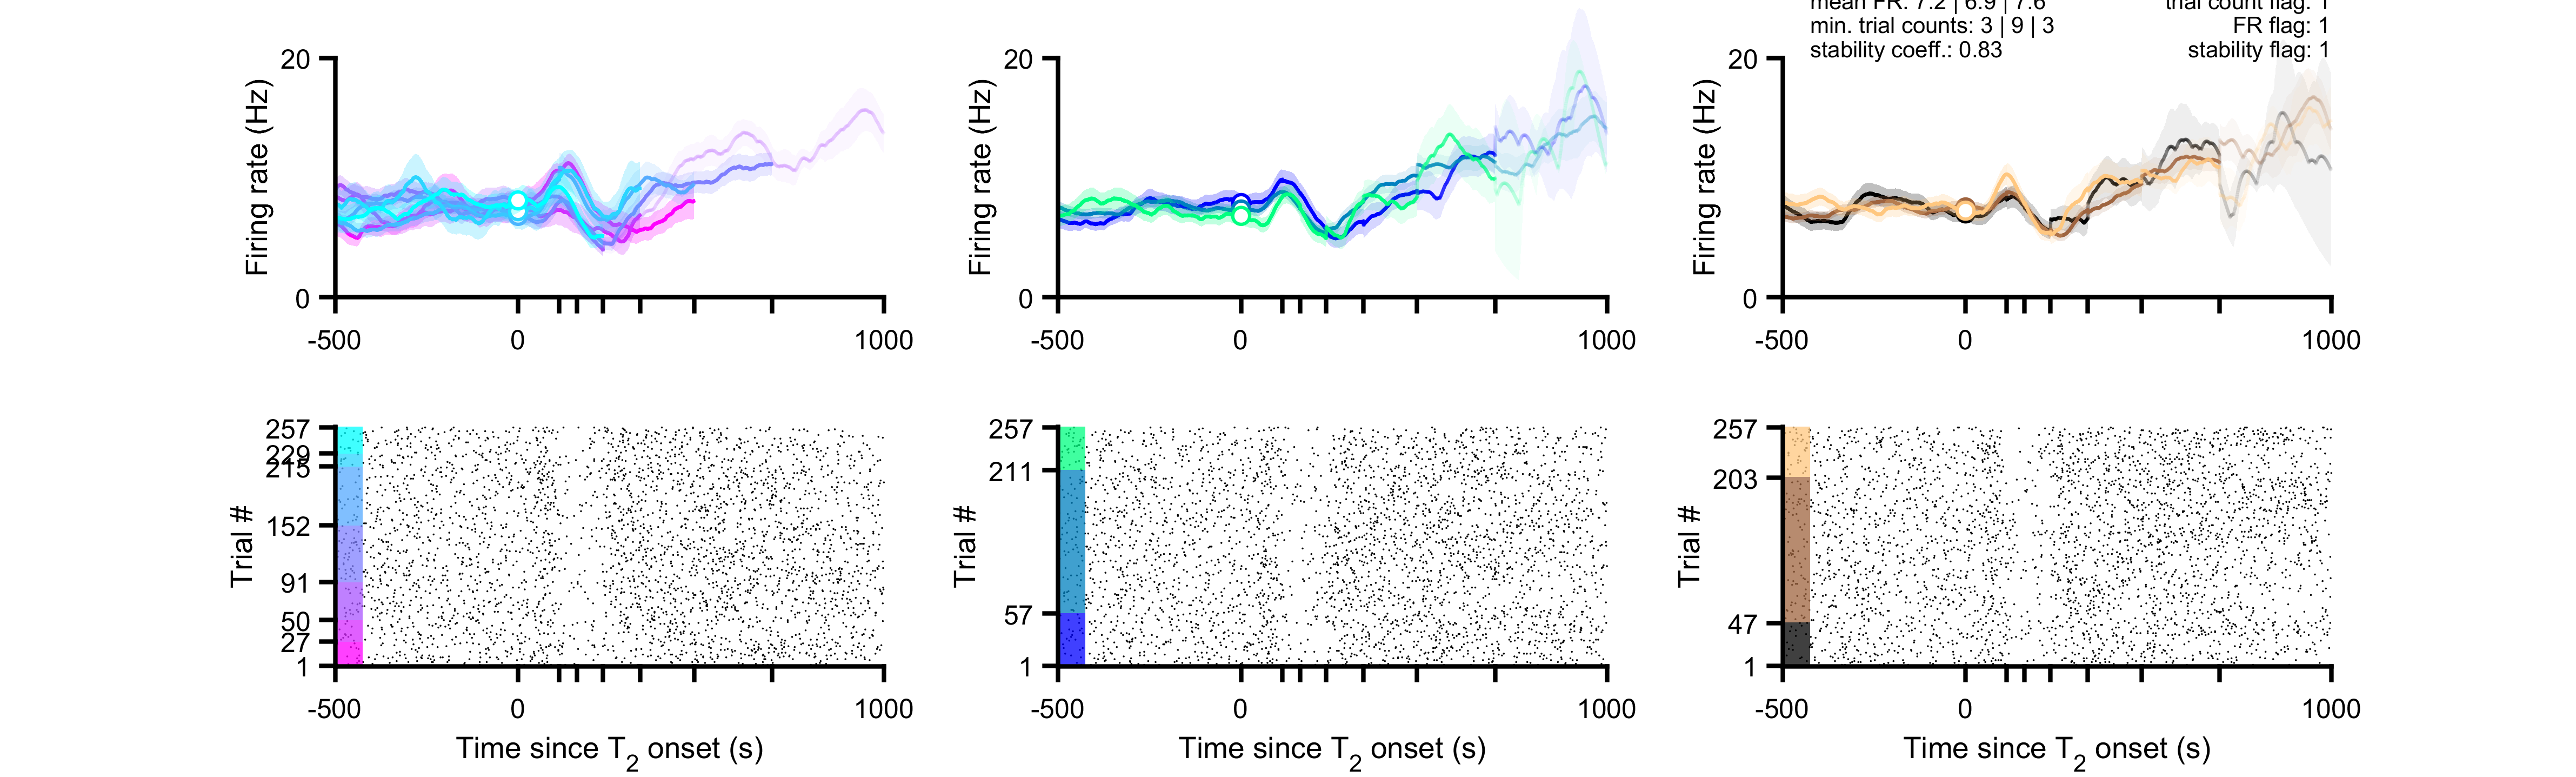 mean FR: 7.2 | 6.9 | 7.6
trial count flag: 1
min. trial counts: 3 | 9 | 3
FR flag: 1
stability coeff.: 0.83
stability flag: 1
20
Firing rate (Hz)
0
-500
0
1000
20
Firing rate (Hz)
0
-500
0
1000
20
Firing rate (Hz)
0
-500
0
1000
257
229
215
152
91
50
27
1
Trial #
-500
0
1000
Time since T2 onset (s)
257
211
57
1
Trial #
-500
0
1000
Time since T2 onset (s)
257
203
47
1
Trial #
-500
0
1000
Time since T2 onset (s)